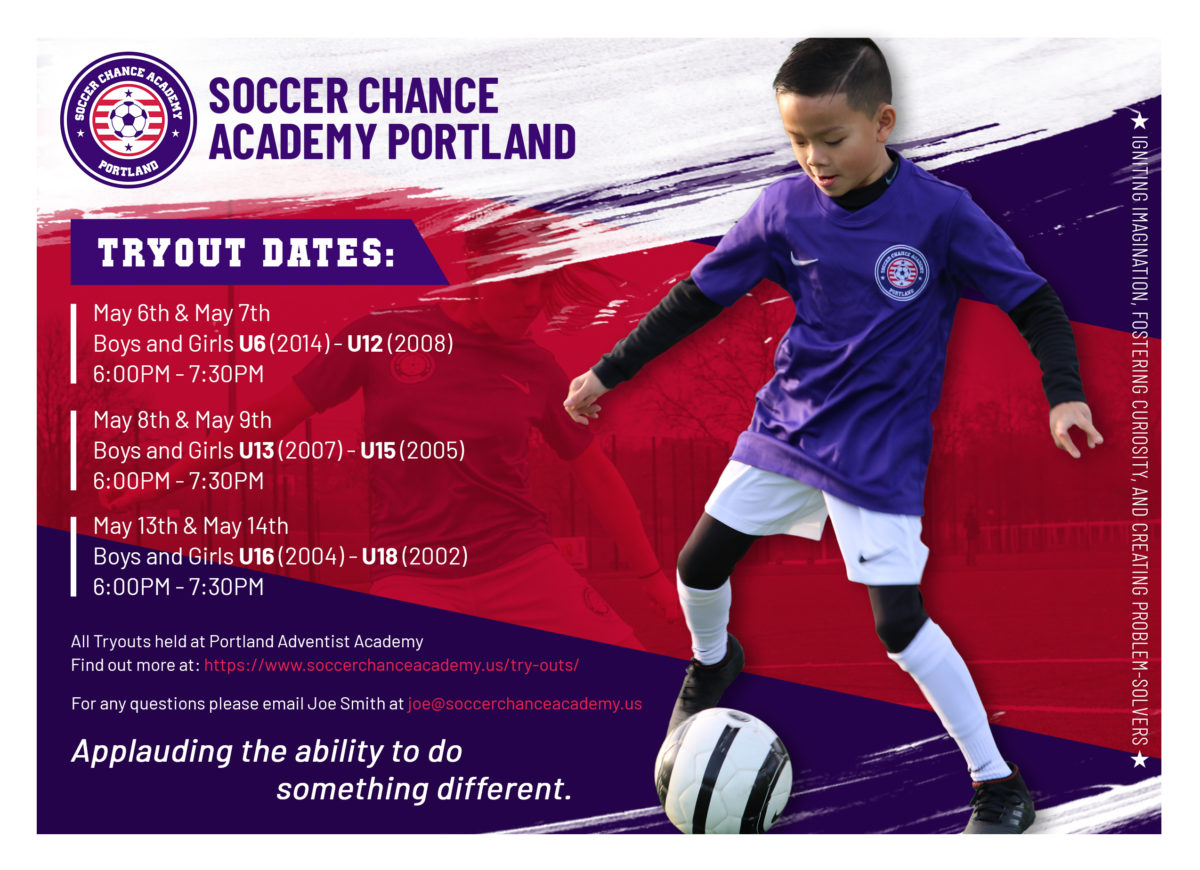 SOCCER CHANCE ACADEMY
PORTLAND
SOCCER CHANCE
ACADEMY PORTLAND
TRYOUT DATES:
May 6th & May 7th
Boys and Girls U6 (2014) - U12 (2008)
6:00PM - 7:30PM
May 8th & May 9th
Boys and Girls U13 (2007) - U15 (2005)
6:00PM - 7:30PM
May 13th & May 14th
Boys and Girls U16 (2004) - U18 (2002)
6:00PM - 7:30PM
All Tryouts held at Portland Adventist Academy
Find out more at: https://www.soccerchanceacademy.us/try-outs/
For any questions please email Joe Smith at joe@soccerchanceacademy.us
Applauding the ability to do
something different.
SOCCER CHANCE ACADEMY
PORTLAND
IGNITING IMAGINATION, FOSTERING CURIOSITY, AND CREATING PROBLEM-SOLVERS